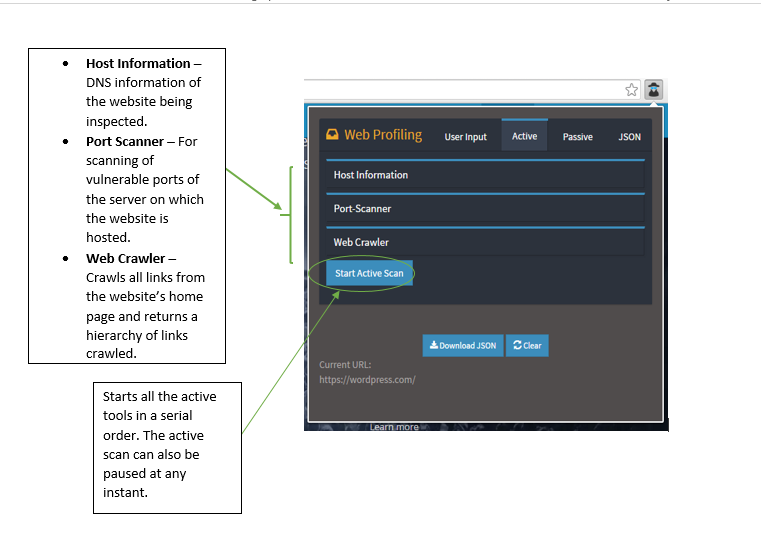 Host Information –
DNS information of
the website being
inspected.
Port Scanner – For
scanning of
vulnerable ports of
the server on which
the website is
hosted.
Web Crawler –
Crawls all links from
the website's home
page and returns a
hierarchy of links
crawled.
Starts all the active
tools in a serial
order. The active
scan can also be
paused at any
instant.
Web Profiling
User Input
Active
Passive
JSON
Host Information
Port-Scanner
Web Crawler
Start Active Scan
Download JSON
Clear
Current URL:
https://wordpress.com/
Learn more